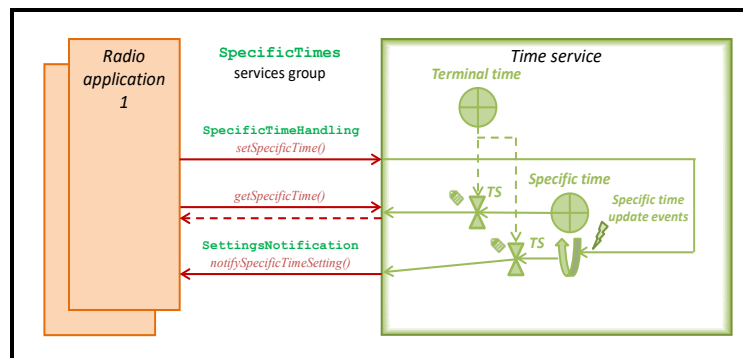 Radio
application
1
SpecificTimes
services group
Time service
Terminal time
SpecificTimeHandling
setSpecificTime()
getSpecificTime()
TS
Specific time
Specific time
update events
SettingsNotification
TS
notifySpecificTimeSetting()